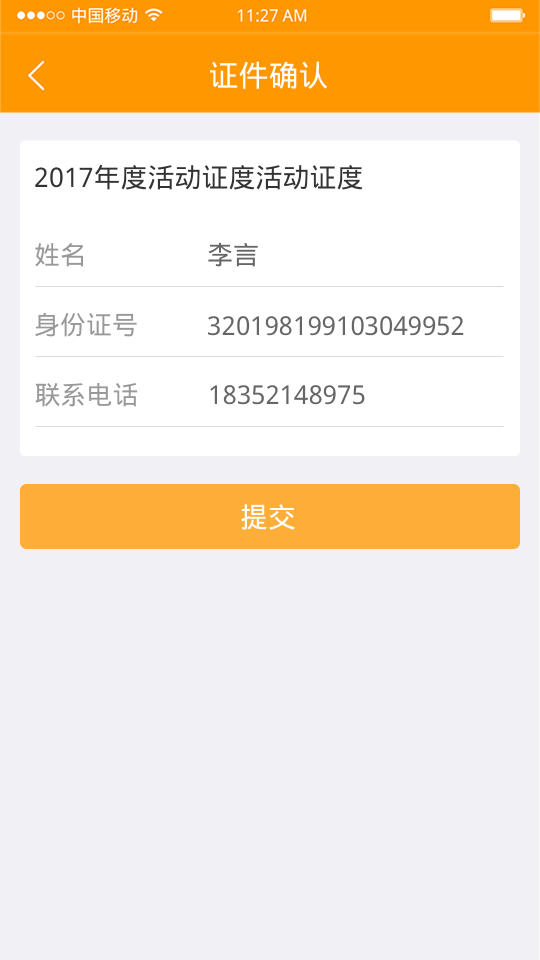 中国移动 11:27 AM
证件确认
2017年度活动证度活动证度
姓名 李言
身份证号 320198199103049952
联系电话 18352148975
提交